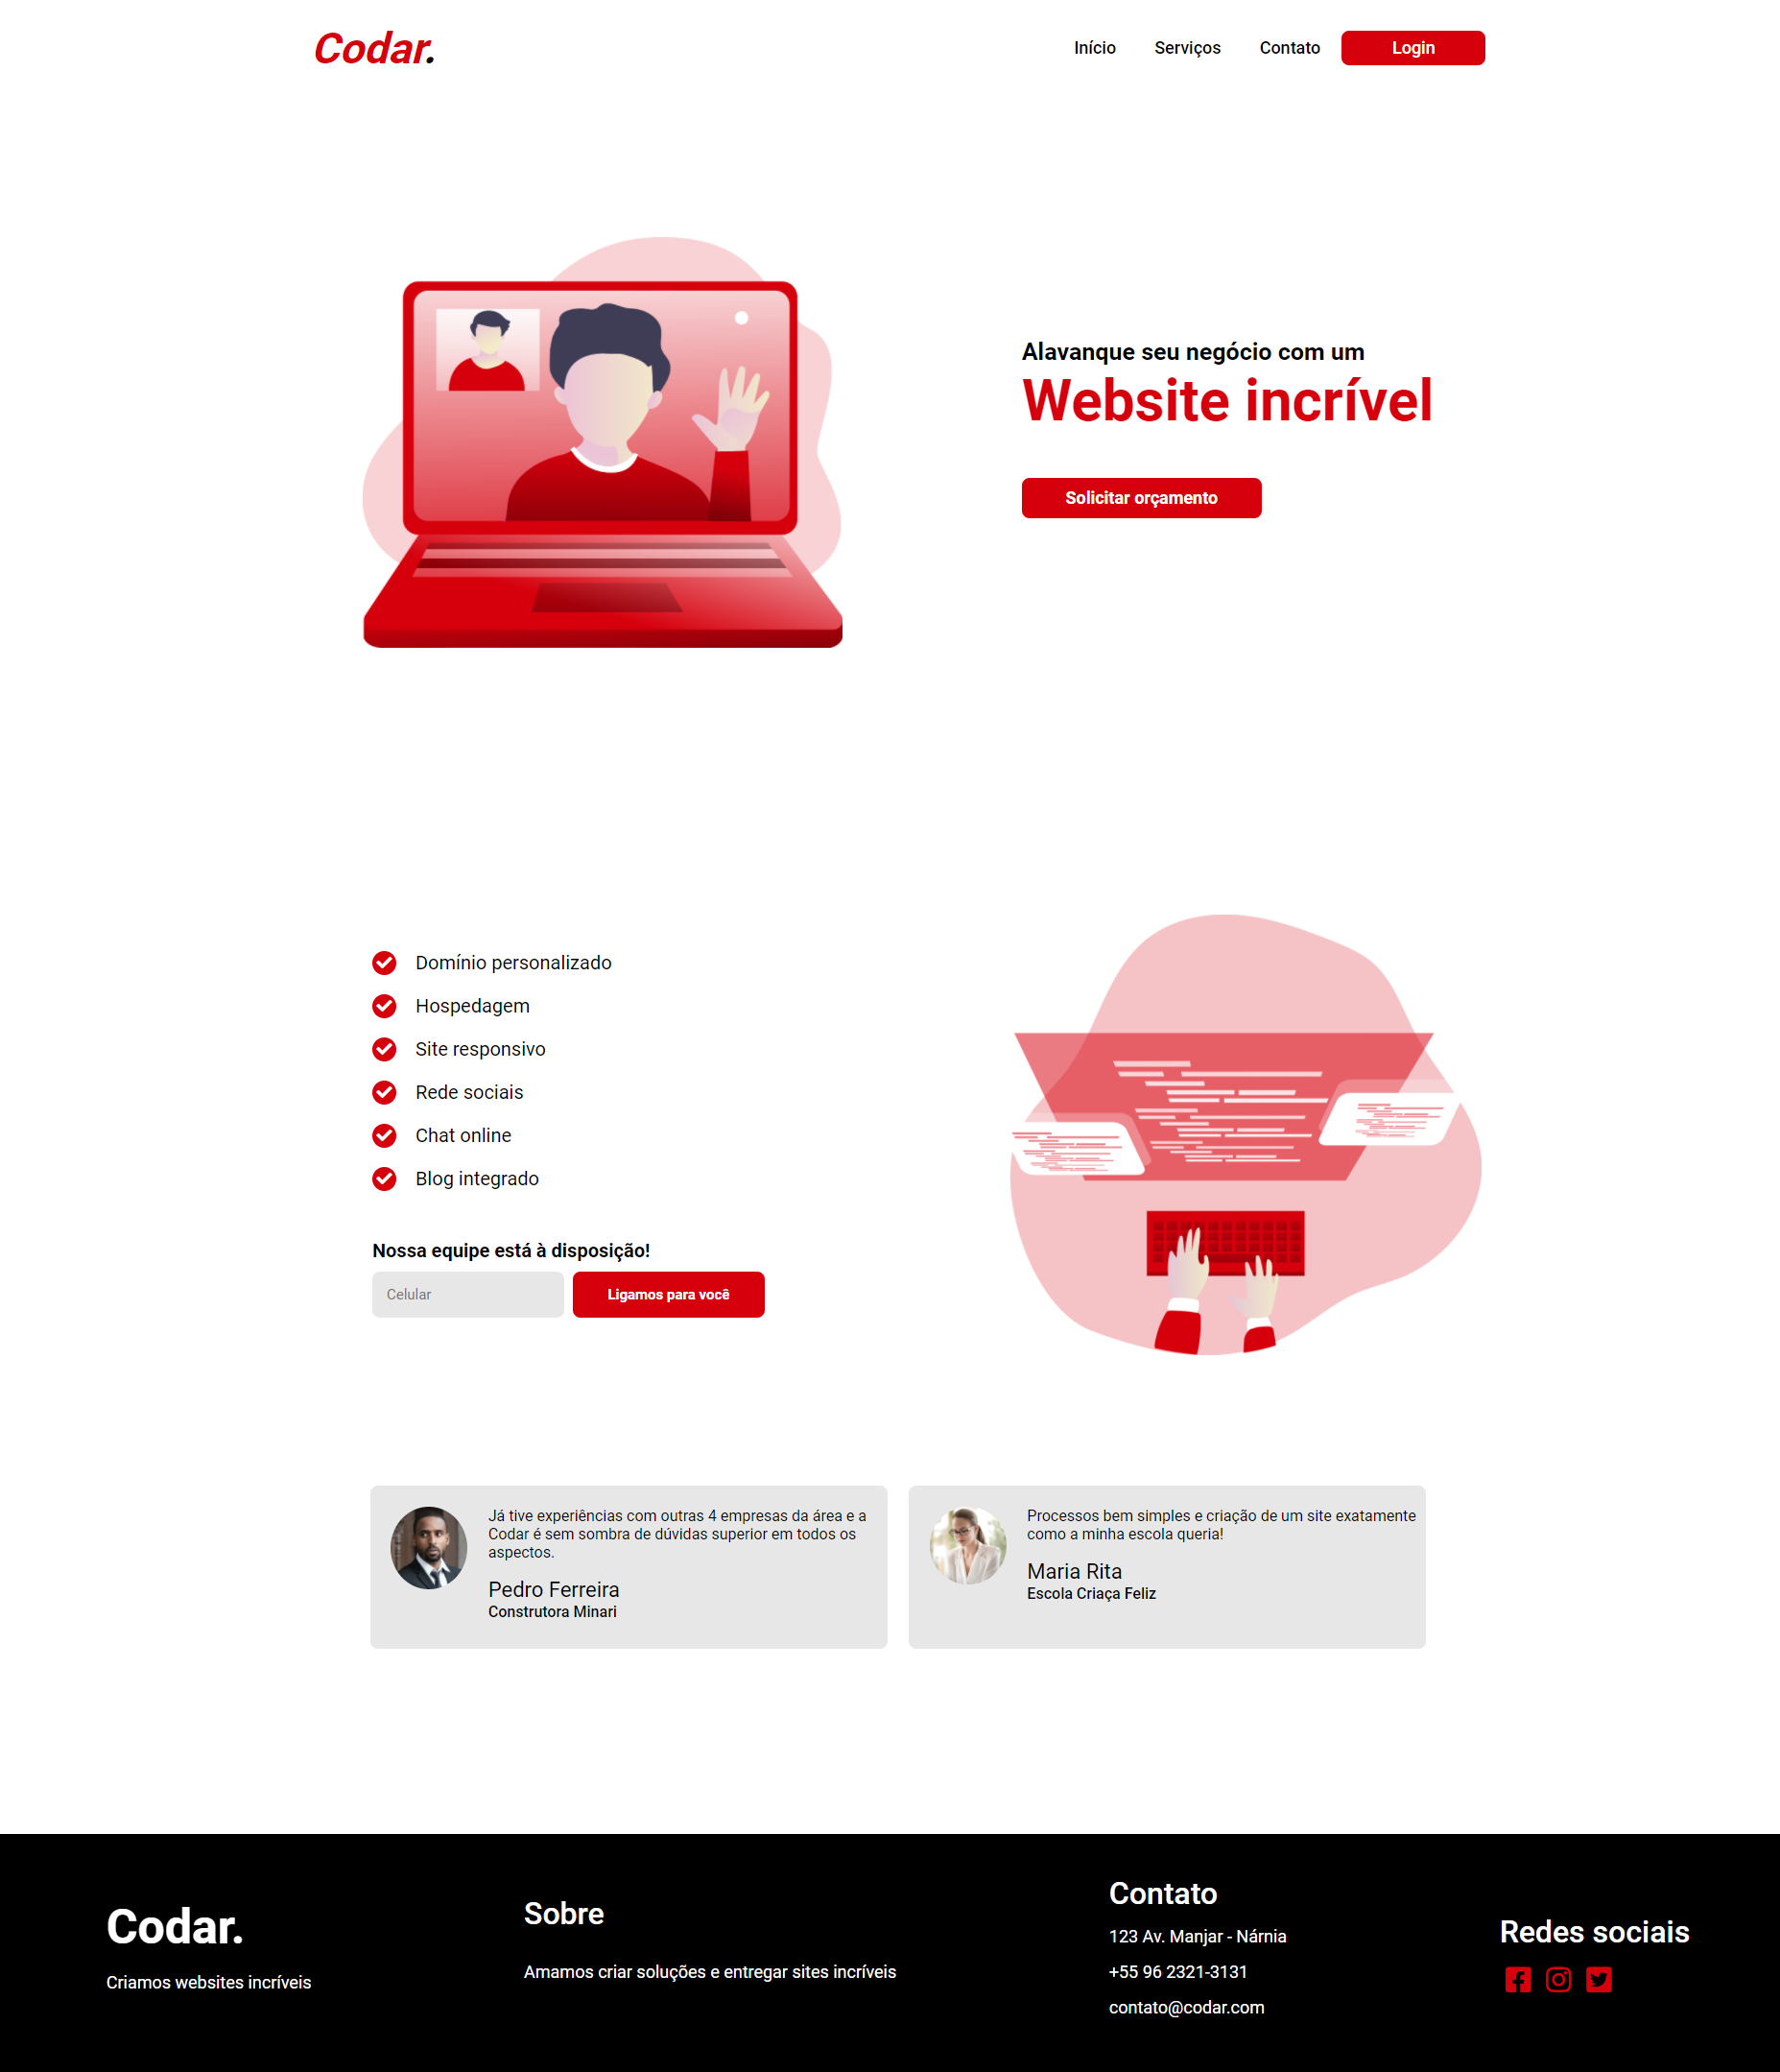 Codar.
Início
Serviços
Contato
Login
Alavanque seu negócio com um
Website incrível
Solicitar orçamento
Domínio personalizado
Hospedagem
Site responsivo
Rede sociais
Chat online
Blog integrado
Nossa equipe está à disposição!
Celular
Ligamos para você
Já tive experiências com outras 4 empresas da área e a
Codar é sem sombra de dúvidas superior em todos os
aspectos.
Pedro Ferreira
Construtora Minari
Processos bem simples e criação de um site exatamente
como a minha escola queria!
Maria Rita
Escola Criaça Feliz
Codar.
Criamos websites incríveis
Sobre
Amamos criar soluções e entregar sites incríveis
Contato
123 Av. Manjar - Nárnia
+55 96 2321-3131
contato@codar.com
Redes sociais